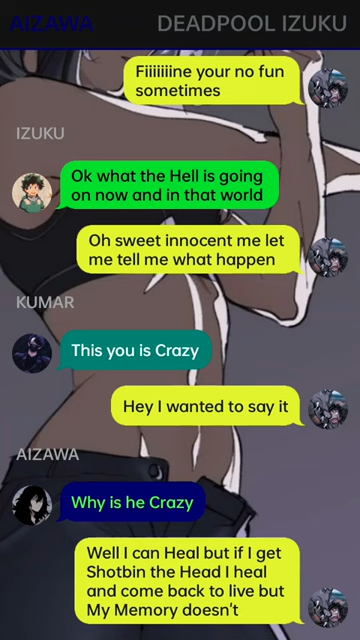 AIZAWA DEADPOOL IZUKU
Fiiiiiiine your no fun
sometimes
IZUKU
Ok what the Hell is going
on now and in that world
Oh sweet innocent me let
me tell me what happen
KUMAR
This you is Crazy
Hey I wanted to say it
AIZAWA
Why is he Crazy
Well I can Heal but if I get
Shotbin the Head I heal
and come back to live but
My Memory doesn't